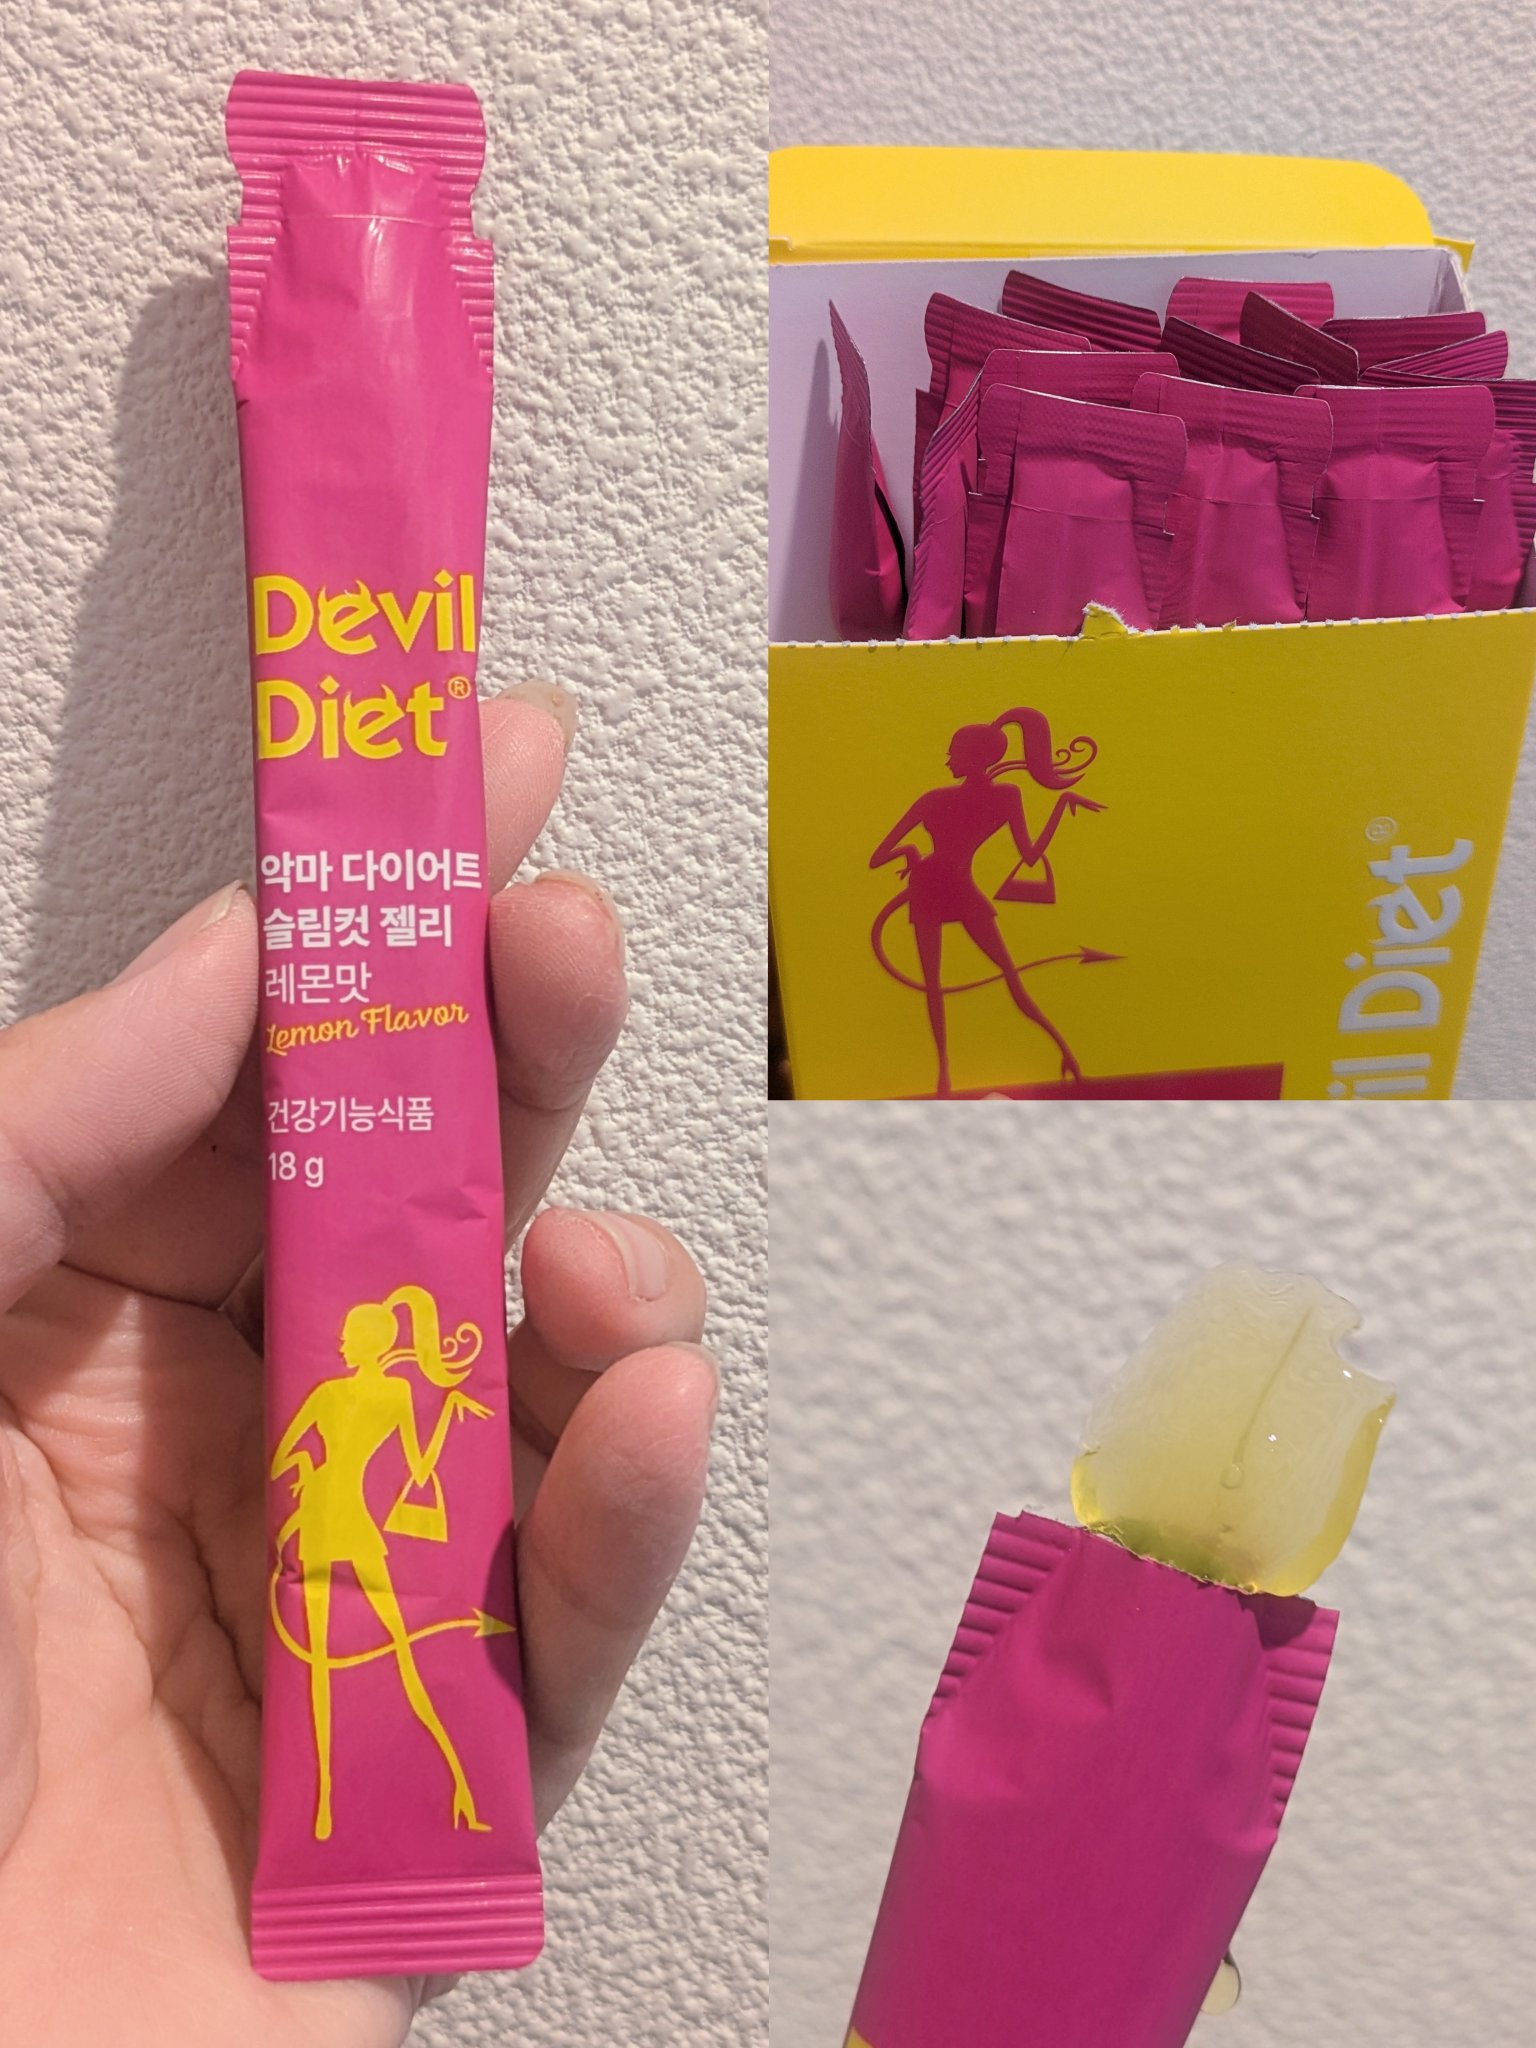 Devil
Diet®
악마 다이어트
슬림컷 젤리
레몬맛
Lemon Flavor
건강기능식품
18 g
il Diet®